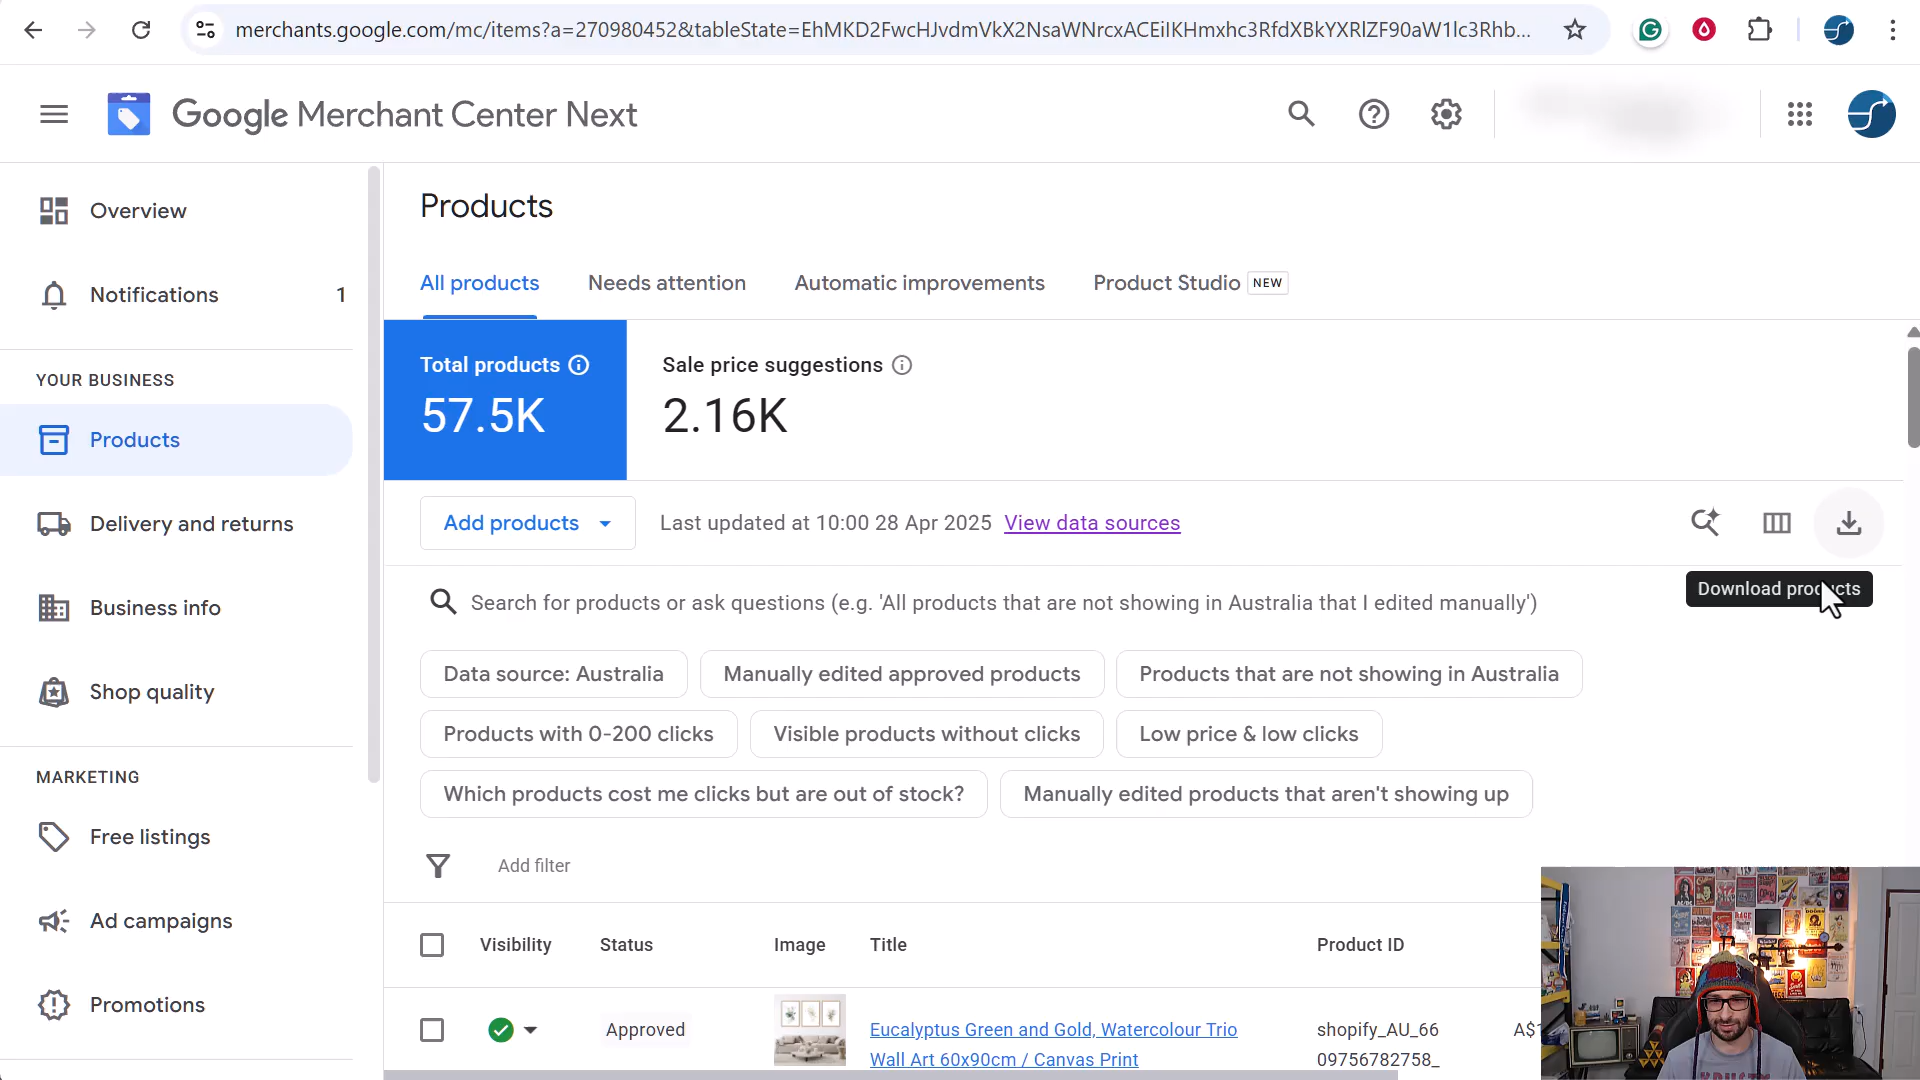 merchants.google.com/mc/items?a=270980452&tableState=EhMKD2FwcHJvdmVkX2NsaWNrcxACEiIKHmxhc3RfdXBkYXRlZF90aW1lc3Rhb...
Google Merchant Center Next
Overview
Notifications 1
YOUR BUSINESS
Products
Delivery and returns
Business info
Shop quality
MARKETING
Free listings
Ad campaigns
Promotions
Products
All products Needs attention Automatic improvements Product Studio NEW
Total products Sale price suggestions
57.5K 2.16K
Add products Last updated at 10:00 28 Apr 2025 View data sources
Download products
Search for products or ask questions (e.g. 'All products that are not showing in Australia that I edited manually')
Data source: Australia Manually edited approved products Products that are not showing in Australia
Products with 0-200 clicks Visible products without clicks Low price & low clicks
Which products cost me clicks but are out of stock? Manually edited products that aren't showing up
Add filter
Visibility Status Image Title Product ID
Approved Eucalyptus Green and Gold, Watercolour Trio shopify_AU_66 A$
Wall Art 60x90cm / Canvas Print 09756782758_